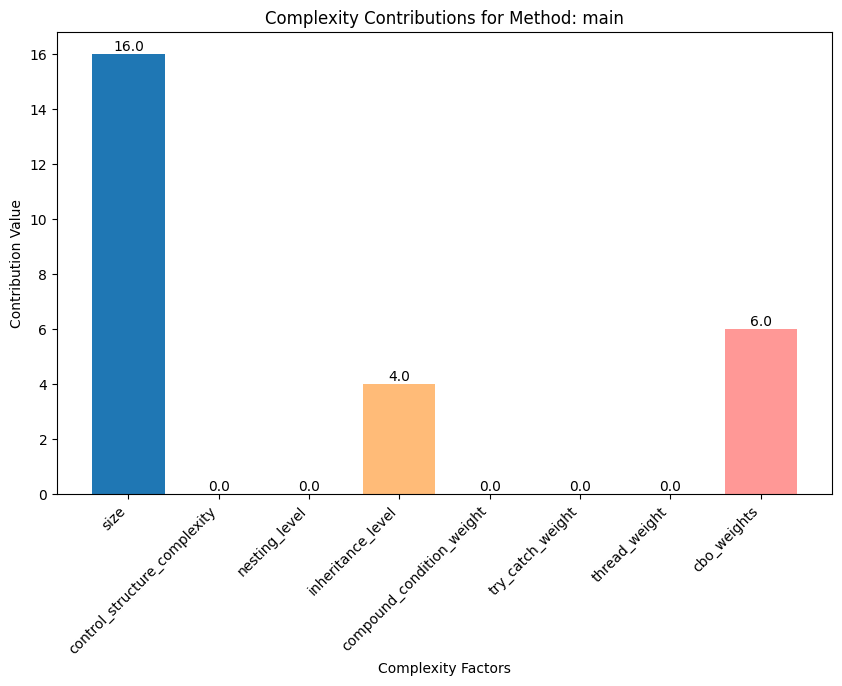 Complexity Contributions for Method: main
Contribution Value
16
14
12
10
8
6
4
2
0
16.0
0.0
0.0
4.0
0.0
0.0
0.0
6.0
size
control_structure_complexity
nesting_level
inheritance_level
compound_condition_weight
try_catch_weight
thread_weight
cbo_weights
Complexity Factors